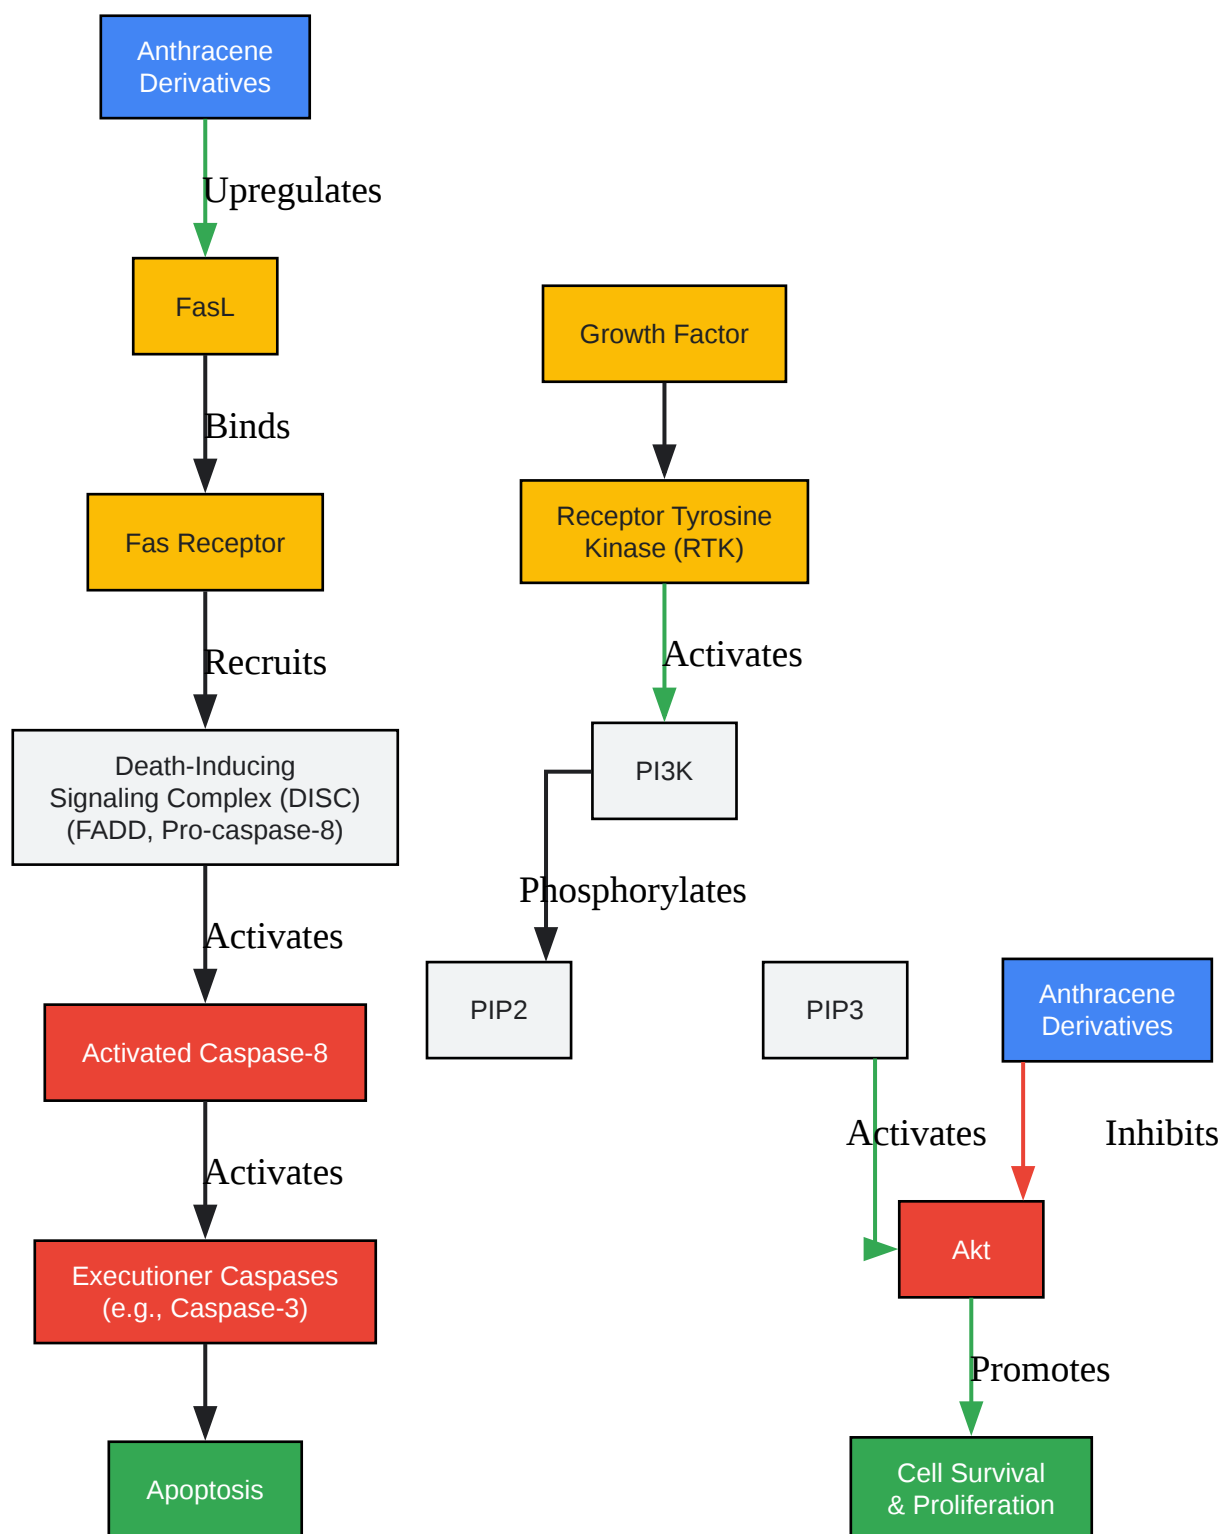 Anthracene
Derivatives
Upregulates
FasL
Binds
Fas Receptor
Recruits
Death-Inducing
Signaling Complex (DISC)
(FADD, Pro-caspase-8)
Activates
Activated Caspase-8
Activates
Executioner Caspases
(e.g., Caspase-3)
Apoptosis
Growth Factor
Receptor Tyrosine
Kinase (RTK)
Activates
PI3K
Phosphorylates
PIP2
PIP3
Anthracene
Derivatives
Activates
Inhibits
Akt
Promotes
Cell Survival
& Proliferation